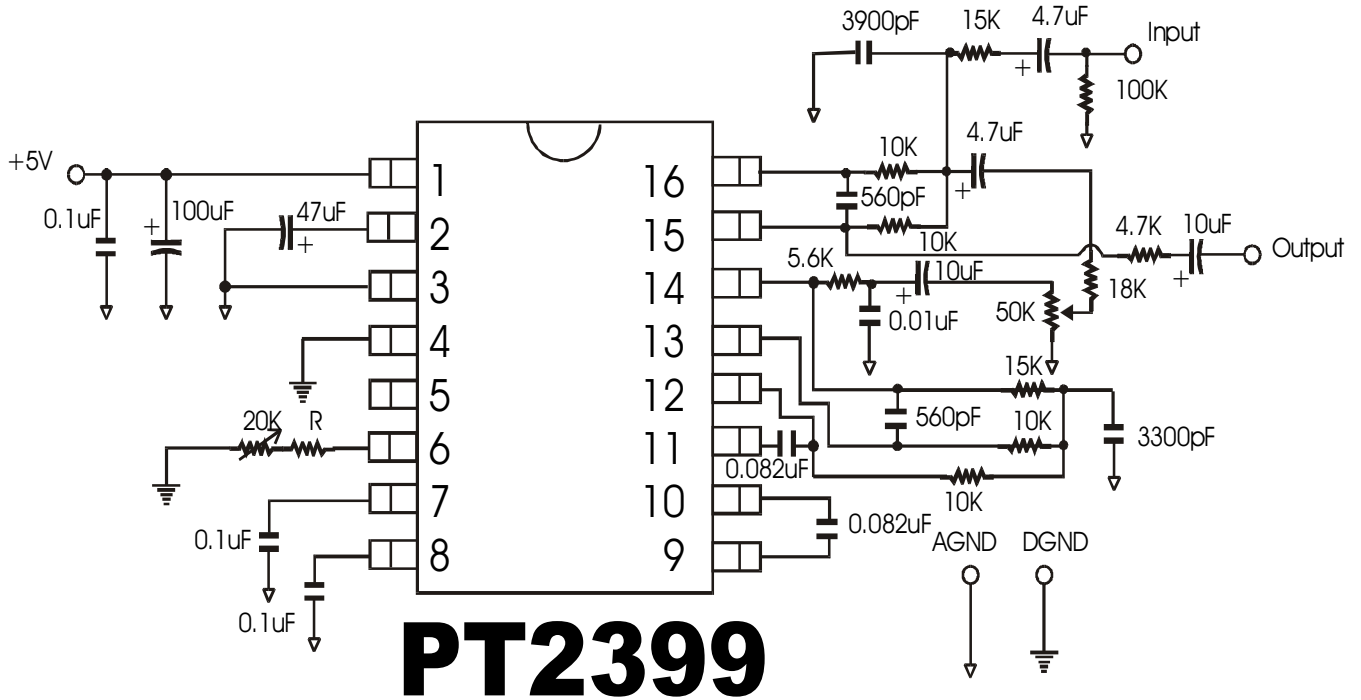 3900pF
15K
4.7uF
Input
100K
+5V
0.1uF
+
100uF
47uF
+
1
2
3
4
5
6
7
8
16
15
14
13
12
11
10
9
10K
4.7uF
+
+
560pF
10K
4.7K
10uF
+
Output
5.6K
10uF
+
0.01uF
50K
18K
15K
560pF
10K
3300pF
10K
0.082uF
0.082uF
20K
R
0.1uF
0.1uF
AGND
DGND
PT2399